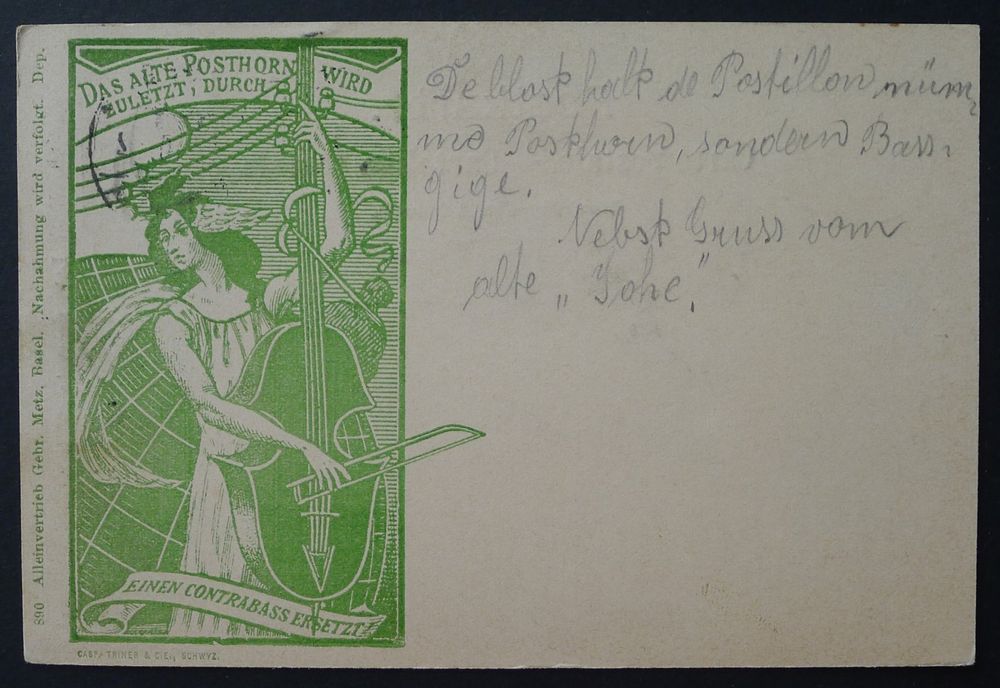 DAS ALTE POSTHORN WIRD
ZULETZT, DURCH
EINEN CONTRABASS ERSETZT
De blost halt de Postillon nüm
me Posthorn, sondern Bass-
gige.
Nebst Gruss vom
alte „Johe".
890 Alleinvertrieb Gebr. Metz, Basel. Nachahmung wird verfolgt. Dep.
CASP. TRINER & CIE., SCHWYZ.